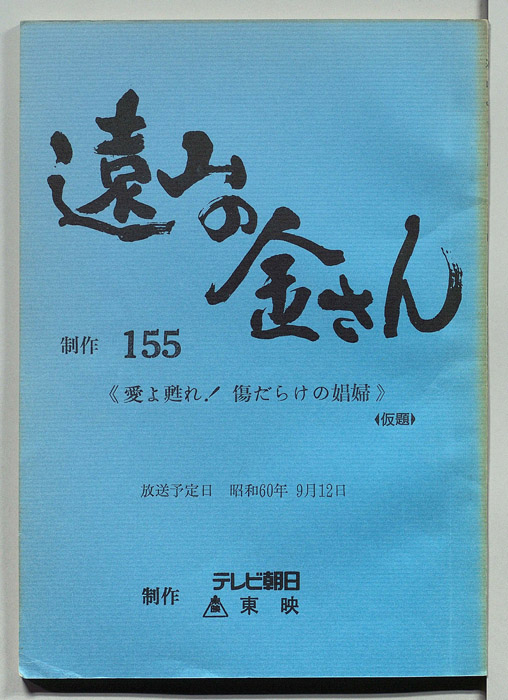 遠山の金さん
制作 155
《愛よ甦れ！ 傷だらけの娼婦》
《仮題》
放送予定日 昭和60年 9月12日
制作 テレビ朝日
東映